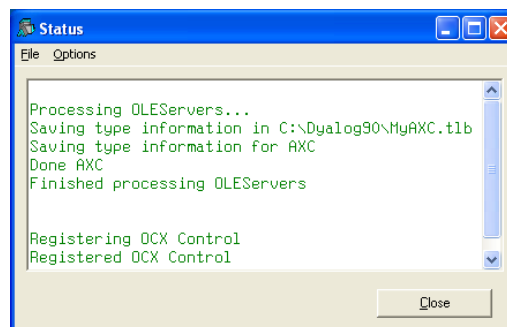 Status
File Options
Processing OLEServers...
Saving type information in C:\Dyalog90\MyAXC.tlb
Saving type information for AXC
Done AXC
Finished processing OLEServers
Registering OCX Control
Registered OCX Control
Close